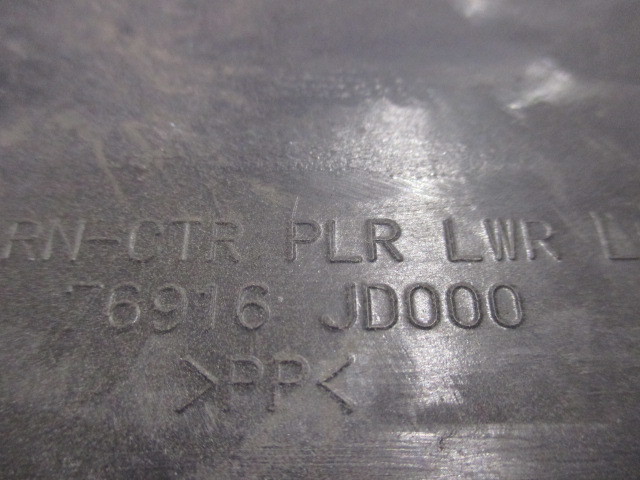 RN-CTR PLR LWR L
76916 JD000
>PP<